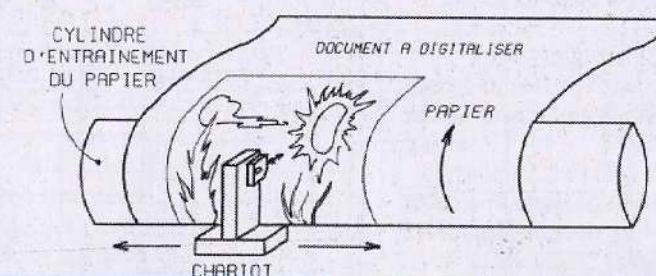 CYLINDRE
D'ENTRAINEMENT
DU PAPIER
DOCUMENT A DIGITALISER
PAPIER
CHARIOT